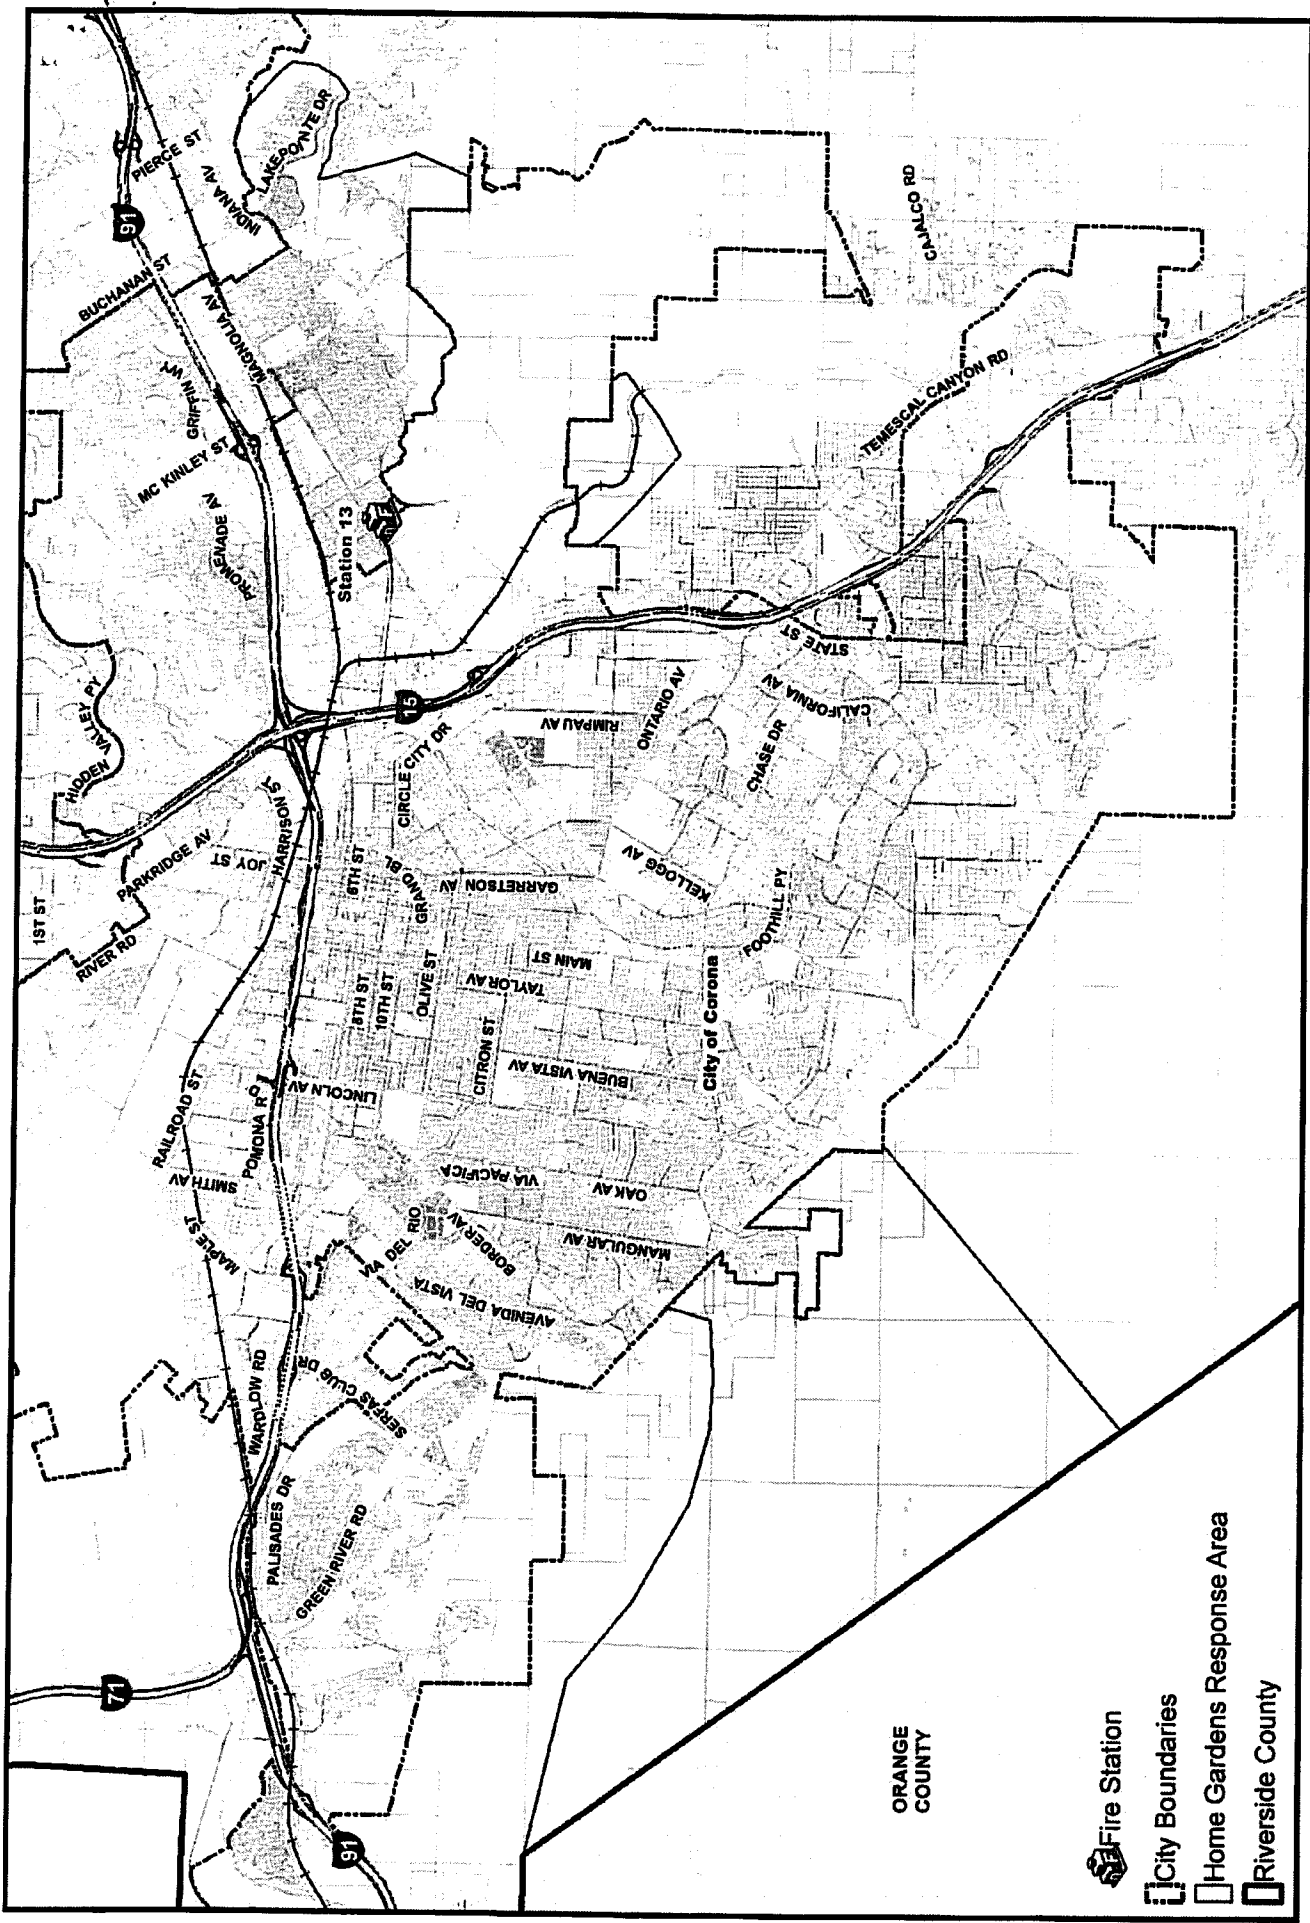 91
PIERCE ST
INDIANA AV
LAKEPOINTE DR
BUCHANAN ST
MAGNOLIA AV
GRIFFIN WY
MC KINLEY ST
PROMENADE AV
Station 13
CAJALCO RD
TEMESCAL CANYON RD
HIDDEN
VALLEY PY
15
STATE ST
CALIFORNIA AV
ONTARIO AV
RIMPAU AV
CHASE DR
CIRCLE CITY DR
HARRISON ST
JOY ST
PARKRIDGE AV
1ST ST
RIVER RD
6TH ST
GRAND BL
GARRETSON AV
KELLOGG AV
FOOTHILL PY
MAIN ST
TAYLOR AV
OLIVE ST
8TH ST
10TH ST
CITRON ST
BUENA VISTA AV
City of Corona
LINCOLN AV
RAILROAD ST
POMONA RD
SMITH AV
MAPLE ST
VIA PACIFICA
OAK AV
VIA DEL RIO
BORDER AV
MANGULAR AV
AVENIDA DEL VISTA
SERFAS CLUB DR
WARDLOW RD
PALISADES DR
GREEN RIVER RD
71
91
ORANGE
COUNTY
Fire Station
City Boundaries
Home Gardens Response Area
Riverside County